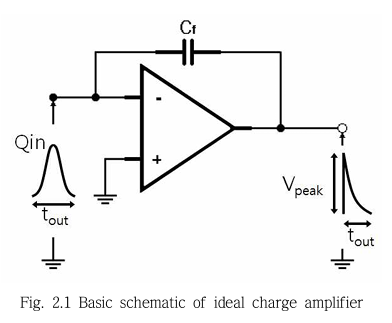 Cf
-
+
Qin
tout
Vpeak
tout
Fig. 2.1 Basic schematic of ideal charge amplifier